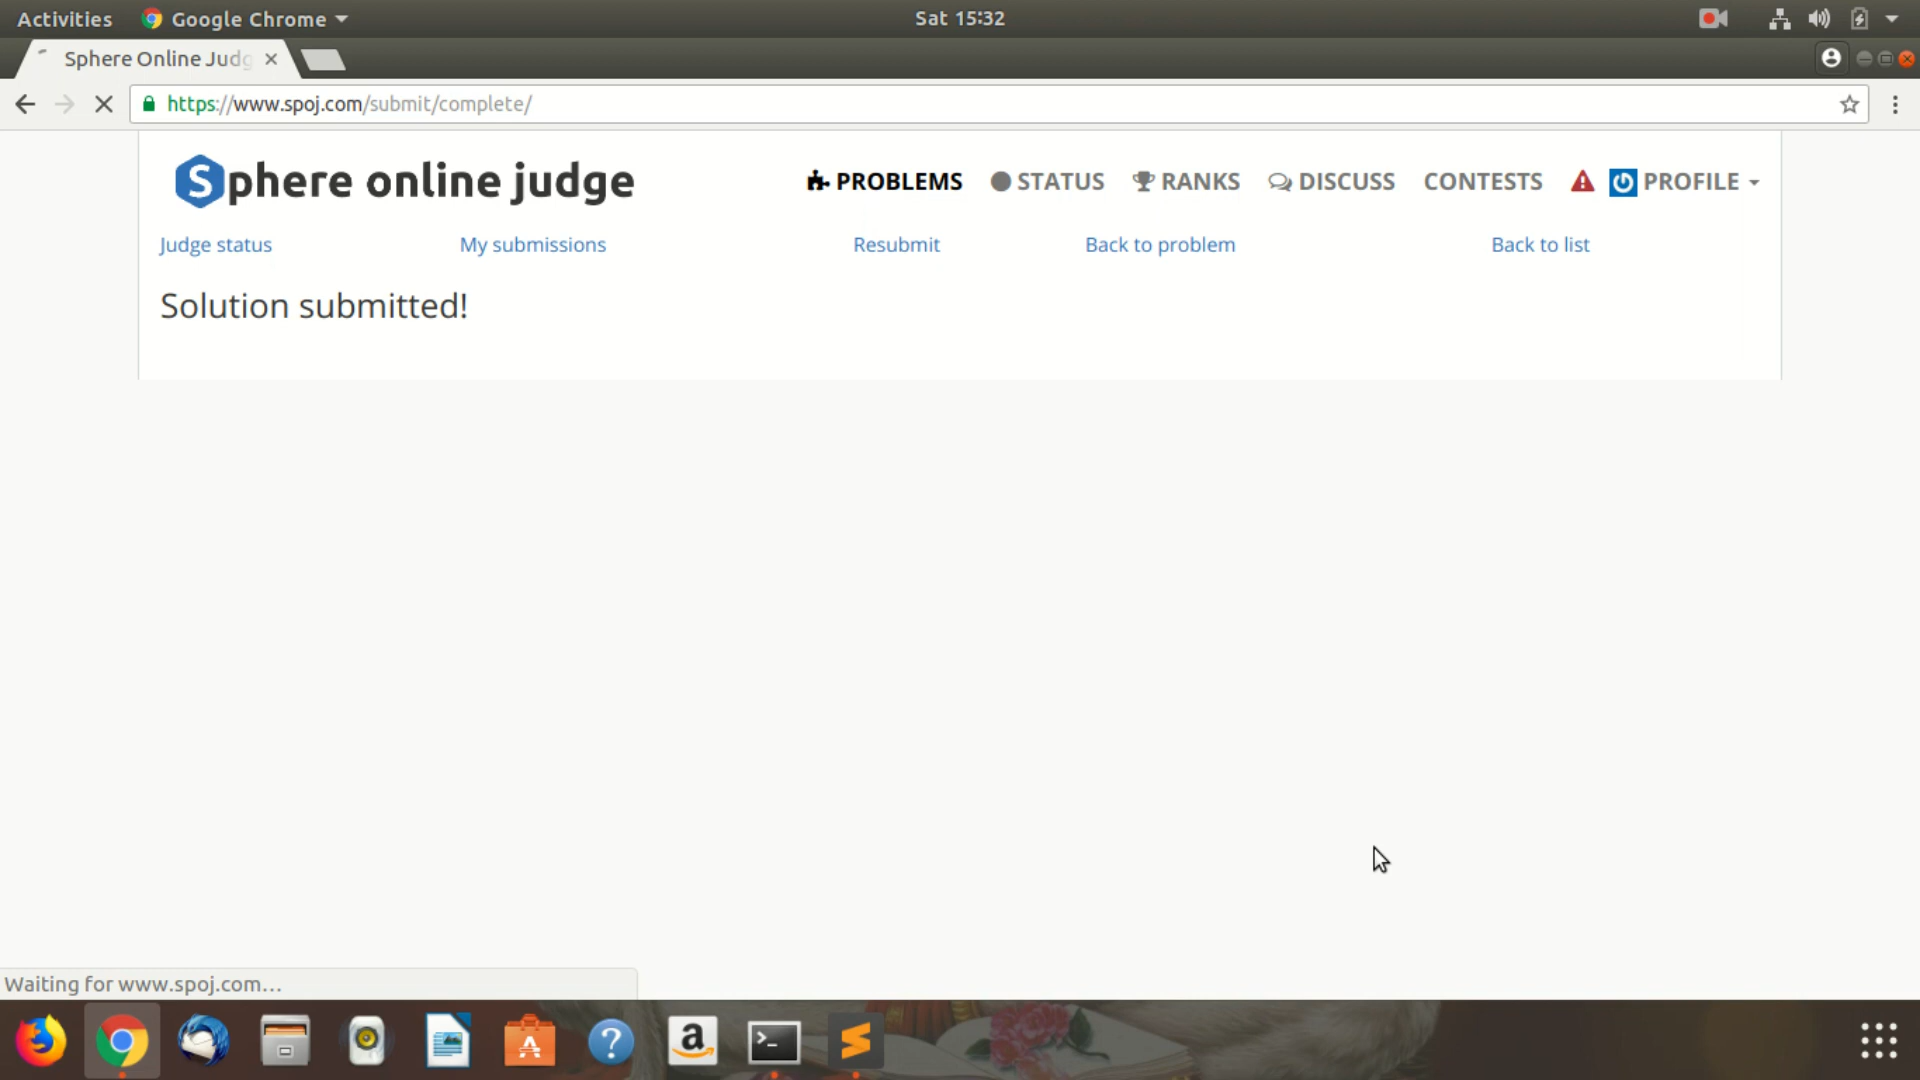 Activities Google Chrome Sat 15:32
Sphere Online Judg
https://www.spoj.com/submit/complete/
Sphere online judge PROBLEMS STATUS RANKS DISCUSS CONTESTS PROFILE
Judge status My submissions Resubmit Back to problem Back to list
Solution submitted!
Waiting for www.spoj.com...